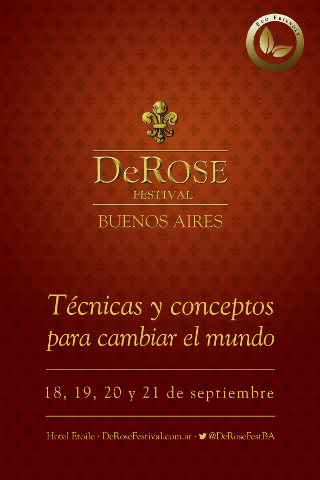 Eco Friendly
DeROSE
FESTIVAL
BUENOS AIRES
Técnicas y conceptos
para cambiar el mundo
18, 19, 20 y 21 de septiembre
Hotel Etoile · DeRoseFestival.com.ar · @DeRoseFestBA